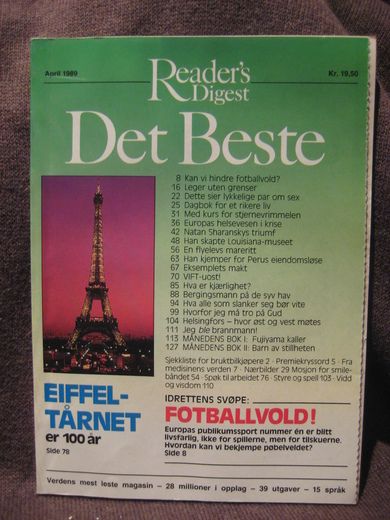 April 1989
Kr. 19,50
Reader's
Digest
Det Beste
8 Kan vi hindre fotballvold?
16 Leger uten grenser
22 Dette sier lykkelige par om sex
25 Dagbok for et rikere liv
31 Med kurs for stjernevrimmelen
36 Europas helsevesen i krise
42 Natan Sharanskys triumf
48 Han skapte Louisiana-museet
56 En flyelevs mareritt
63 Han kjemper for Perus eiendomsløse
67 Eksemplets makt
70 VIFT-uost!
85 Hva er kjærlighet?
88 Bergingsmann på de syv hav
94 Hva alle som slanker seg bør vite
99 Hvorfor jeg må tro på Gud
104 Helsingfors – hvor øst og vest møtes
111 Jeg ble brannmann!
113 MÅNEDENS BOK I: Fujiyama kaller
127 MÅNEDENS BOK II: Barn av stillheten
Sjekkliste for bruktbilkjøpere 2 · Premiekryssord 5 · Fra
medisinens verden 7 · Nærbilder 29 Mosjon for smile-
båndet 54 · Spøk til arbeidet 76 · Styre og spell 103 · Vidd
og visdom 110
EIFFEL-
TÅRNET
er 100 år
Side 78
IDRETTENS SVØPE:
FOTBALLVOLD!
Europas publikumssport nummer én er blitt
livsfarlig, ikke for spillerne, men for tilskuerne.
Hvordan kan vi bekjempe pøbelveldet?
Side 8
Verdens mest leste magasin – 28 millioner i opplag – 39 utgaver – 15 språk